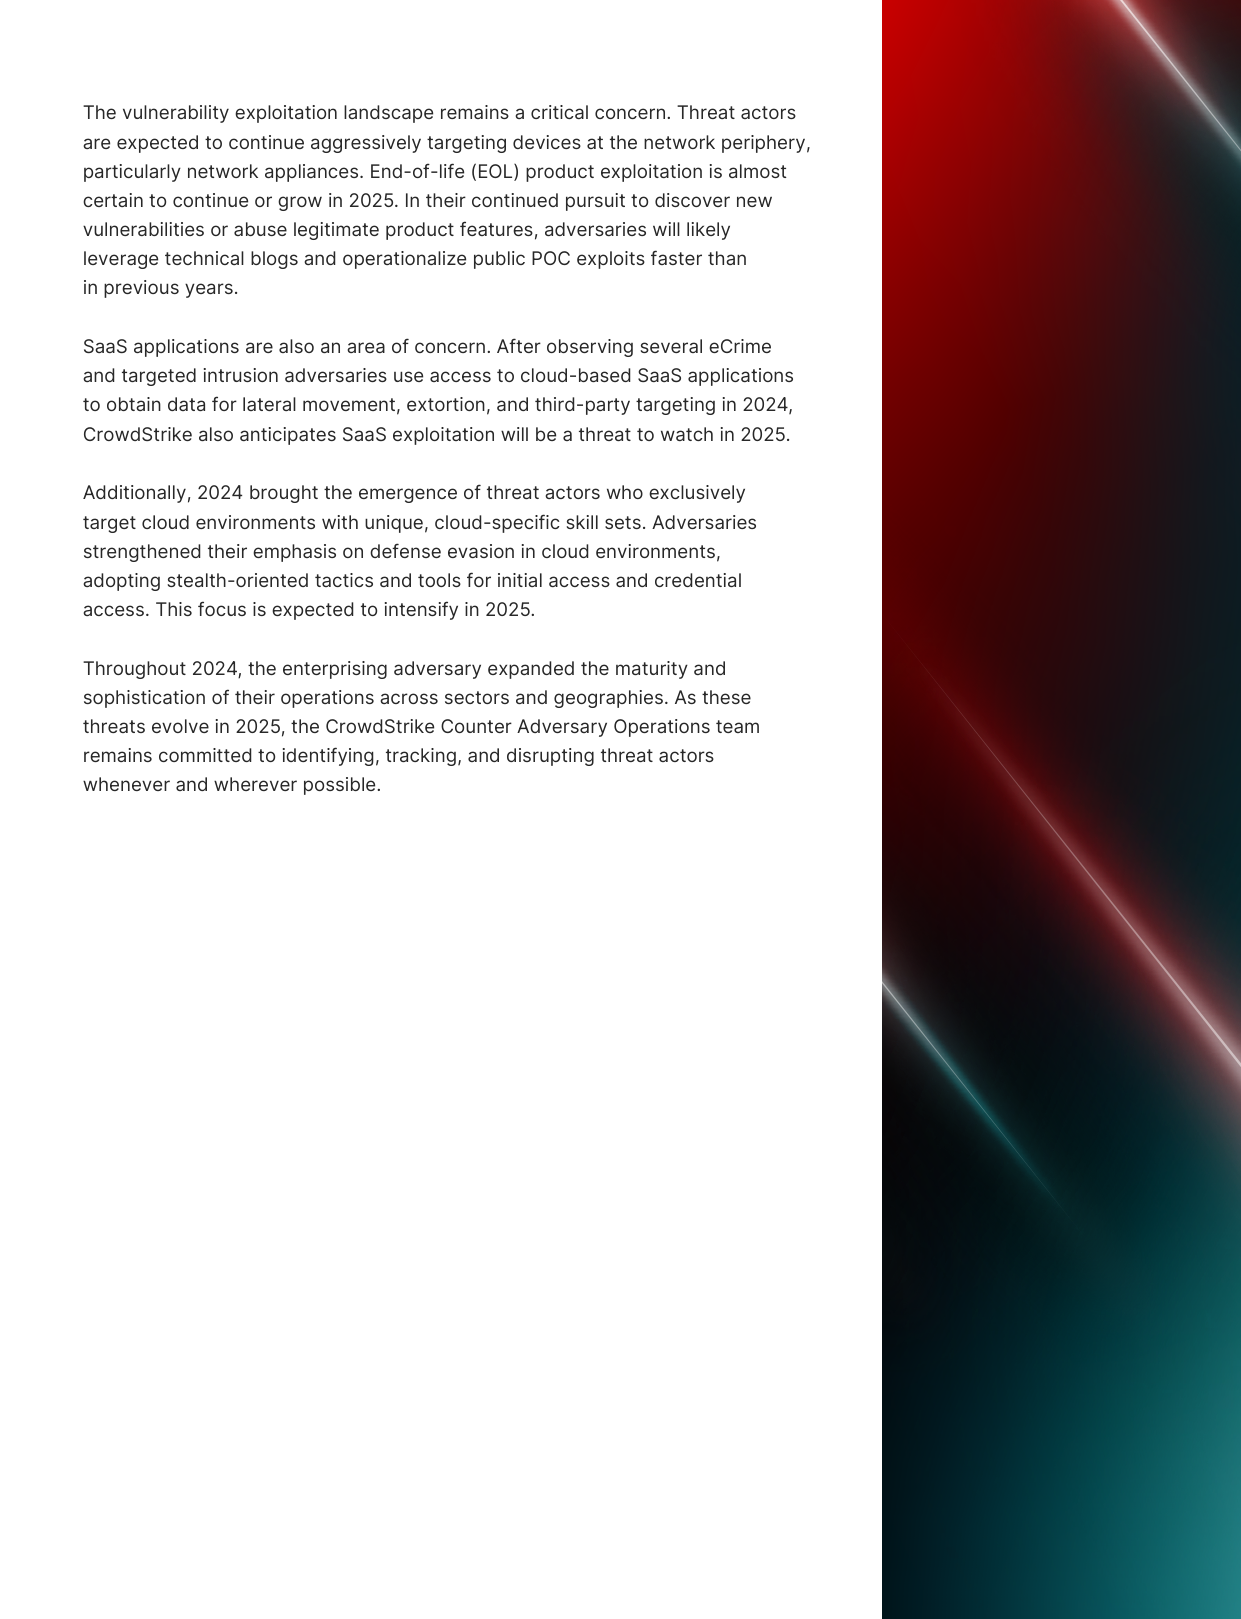 The vulnerability exploitation landscape remains a critical concern. Threat actors
are expected to continue aggressively targeting devices at the network periphery,
particularly network appliances. End-of-life (EOL) product exploitation is almost
certain to continue or grow in 2025. In their continued pursuit to discover new
vulnerabilities or abuse legitimate product features, adversaries will likely
leverage technical blogs and operationalize public POC exploits faster than
in previous years.
SaaS applications are also an area of concern. After observing several eCrime
and targeted intrusion adversaries use access to cloud-based SaaS applications
to obtain data for lateral movement, extortion, and third-party targeting in 2024,
CrowdStrike also anticipates SaaS exploitation will be a threat to watch in 2025.
Additionally, 2024 brought the emergence of threat actors who exclusively
target cloud environments with unique, cloud-specific skill sets. Adversaries
strengthened their emphasis on defense evasion in cloud environments,
adopting stealth-oriented tactics and tools for initial access and credential
access. This focus is expected to intensify in 2025.
Throughout 2024, the enterprising adversary expanded the maturity and
sophistication of their operations across sectors and geographies. As these
threats evolve in 2025, the CrowdStrike Counter Adversary Operations team
remains committed to identifying, tracking, and disrupting threat actors
whenever and wherever possible.